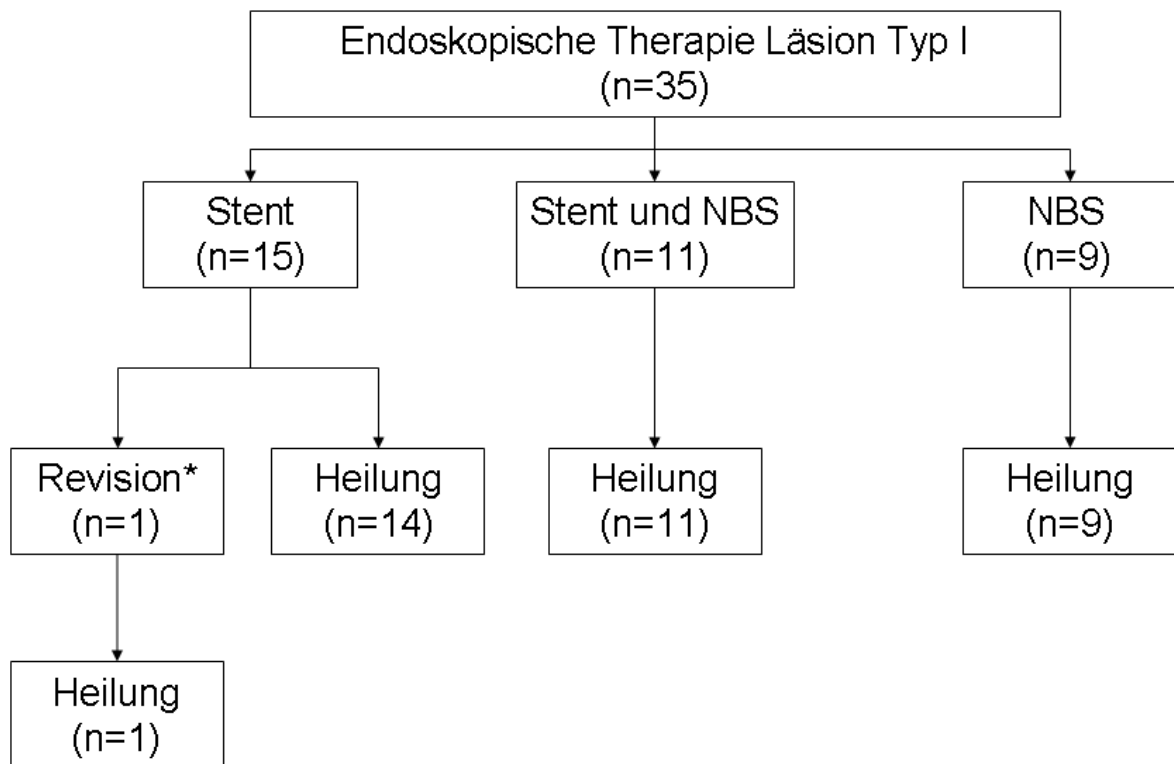 Endoskopische Therapie Läsion Typ I
(n=35)
Stent
(n=15)
Stent und NBS
(n=11)
NBS
(n=9)
Revision*
(n=1)
Heilung
(n=14)
Heilung
(n=11)
Heilung
(n=9)
Heilung
(n=1)